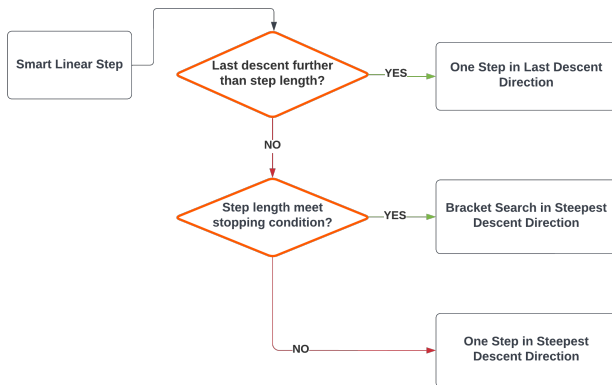 Smart Linear Step
Last descent further
than step length?
YES
One Step in Last Descent
Direction
NO
Step length meet
stopping condition?
YES
Bracket Search in Steepest
Descent Direction
NO
One Step in Steepest
Descent Direction